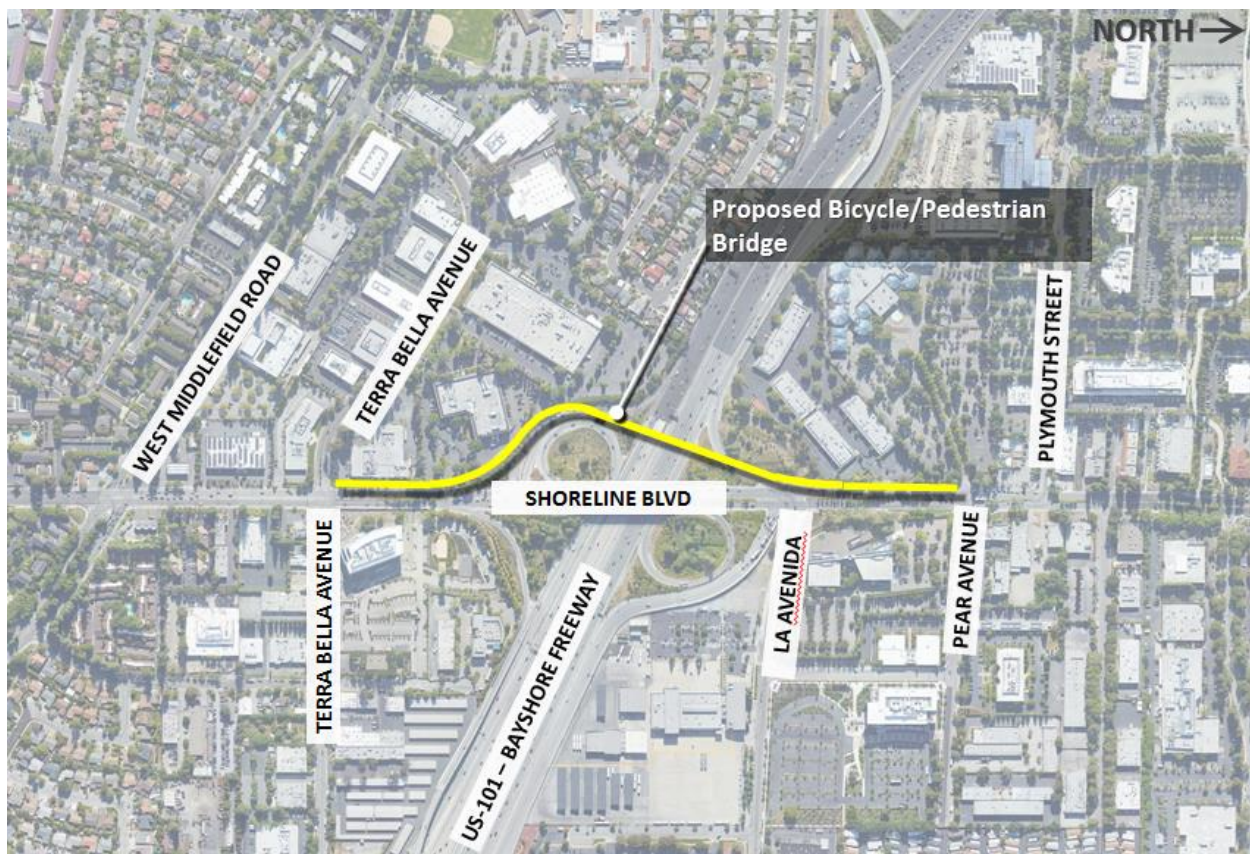 NORTH
Proposed Bicycle/Pedestrian
Bridge
WEST MIDDLEFIELD ROAD
TERRA BELLA AVENUE
PLYMOUTH STREET
SHORELINE BLVD
TERRA BELLA AVENUE
US-101 – BAYSHORE FREEWAY
LA AVENIDA
PEAR AVENUE